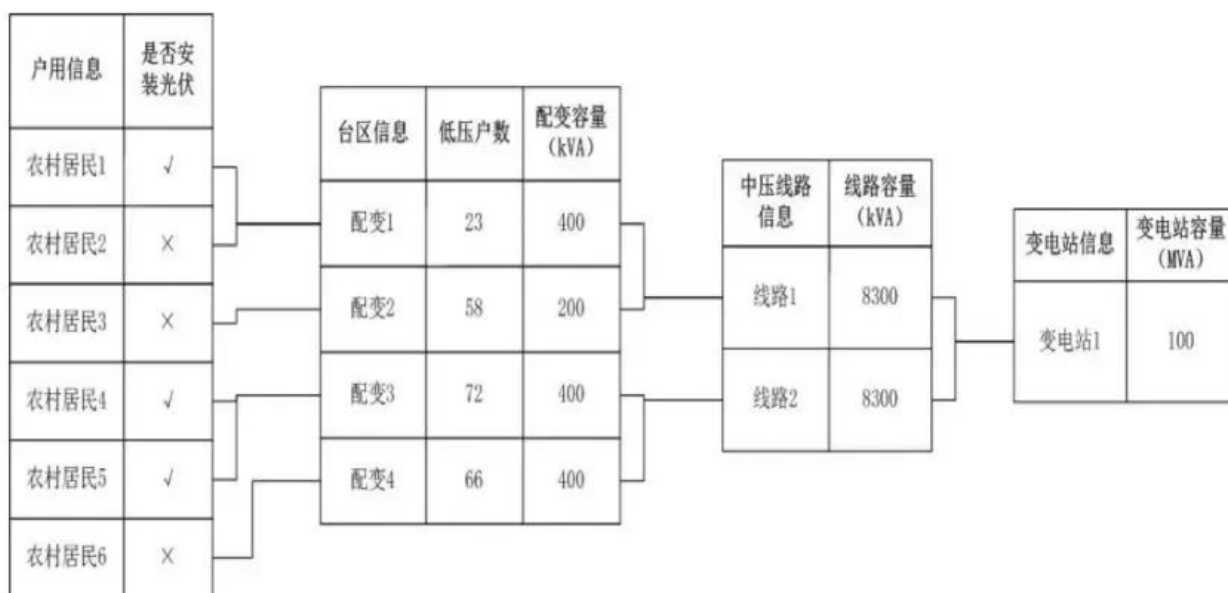 户用信息
是否安
装光伏
农村居民1
√
农村居民2
×
农村居民3
×
农村居民4
√
农村居民5
√
农村居民6
×
台区信息
低压户数
配变容量
(kVA)
配变1
23
400
配变2
58
200
配变3
72
400
配变4
66
400
中压线路
信息
线路容量
(kVA)
线路1
8300
线路2
8300
变电站信息
变电站容量
(MVA)
变电站1
100